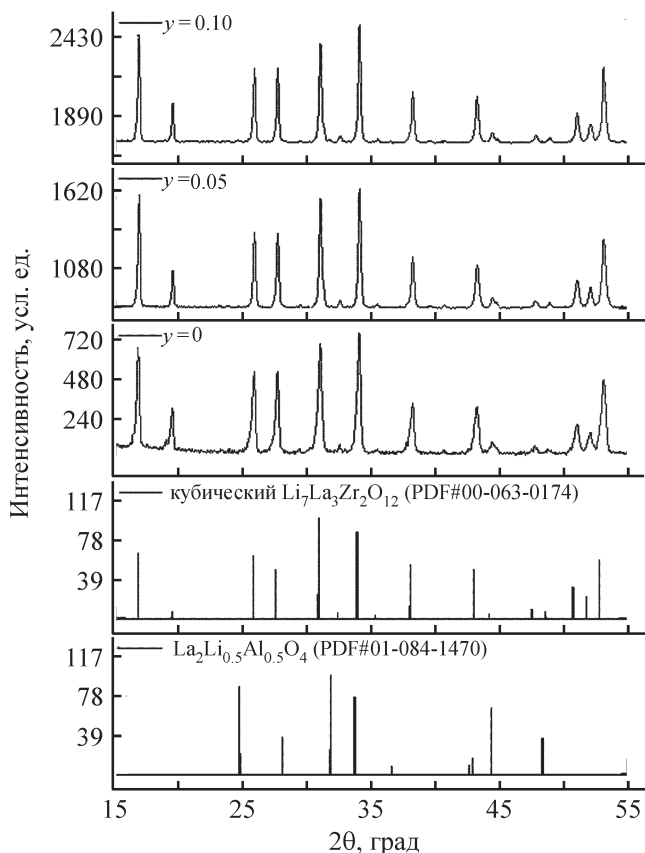 Интенсивность, усл. ед.
2430
1890
y = 0.10
1620
1080
y = 0.05
720
480
240
y = 0
117
78
39
кубический Li₇La₃Zr₂O₁₂ (PDF#00-063-0174)
117
78
39
La₂Li₀.₅Al₀.₅O₄ (PDF#01-084-1470)
15 25 35 45 55
2θ, град